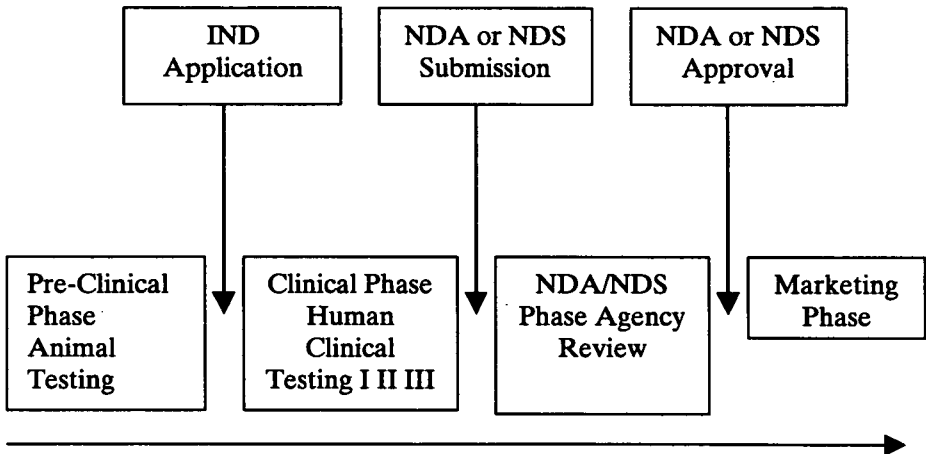 IND
Application
NDA or NDS
Submission
NDA or NDS
Approval
Pre-Clinical
Phase
Animal
Testing
Clinical Phase
Human
Clinical
Testing I II III
NDA/NDS
Phase Agency
Review
Marketing
Phase